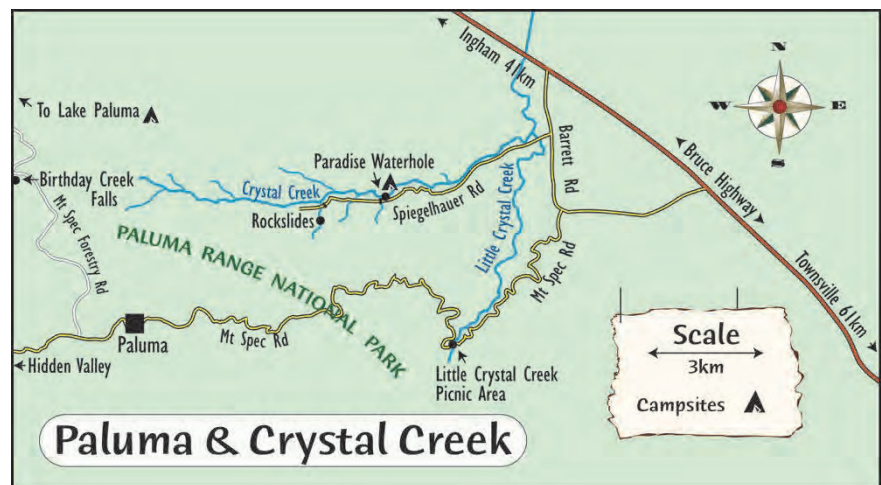 Ingham 41km
N
W
E
S
To Lake Paluma
Paradise Waterhole
Barrett Rd
Bruce Highway
Birthday Creek
Falls
Crystal Creek
Spiegelhauer Rd
Rockslides
Little Crystal Creek
Mt Spec Forestry Rd
PALUMA RANGE NATIONAL PARK
Mt Spec Rd
Townsville 61km
Paluma
Mt Spec Rd
Hidden Valley
Little Crystal Creek
Picnic Area
Scale
3km
Campsites
Paluma & Crystal Creek